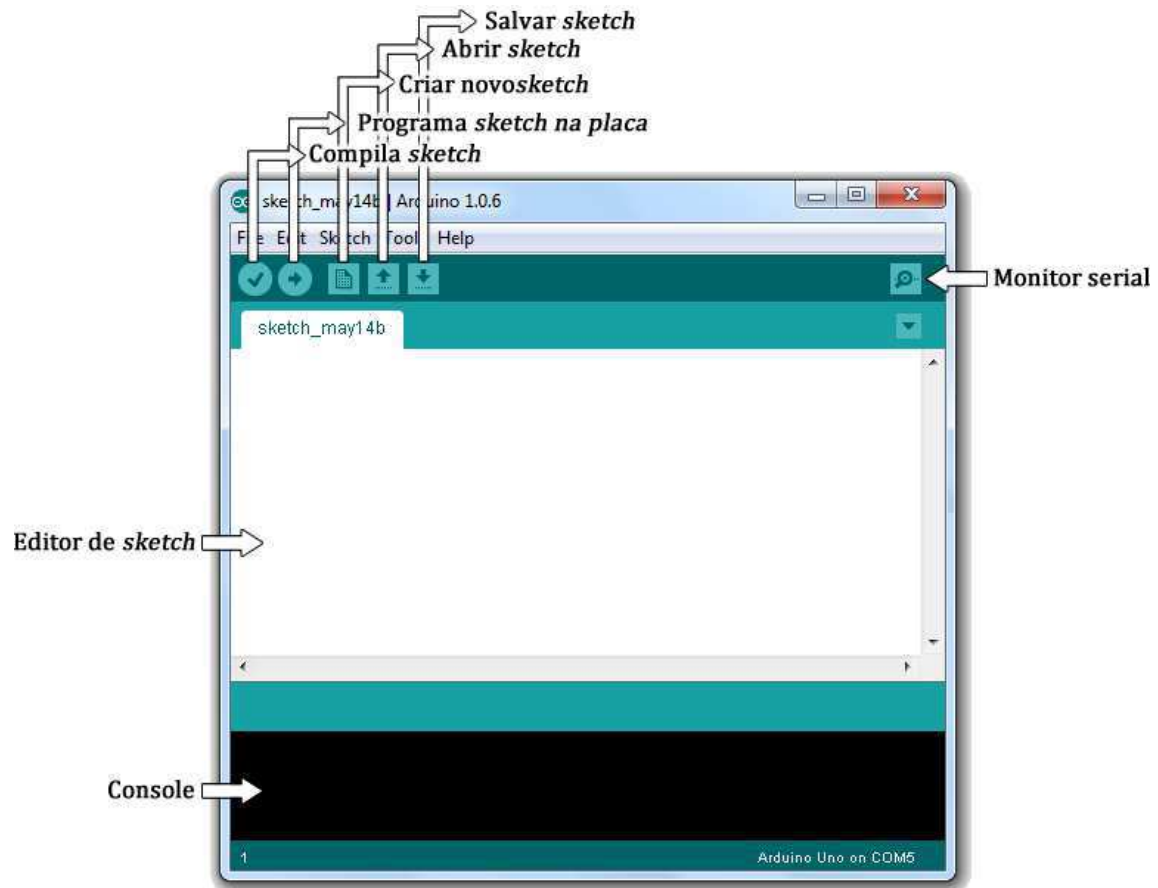 Salvar sketch
Abrir sketch
Criar novosketch
Programa sketch na placa
Compila sketch
sketch_may14b | Arduino 1.0.6
File Edit Sketch Tools Help
Monitor serial
sketch_may14b
Editor de sketch
Console
1 Arduino Uno on COM5